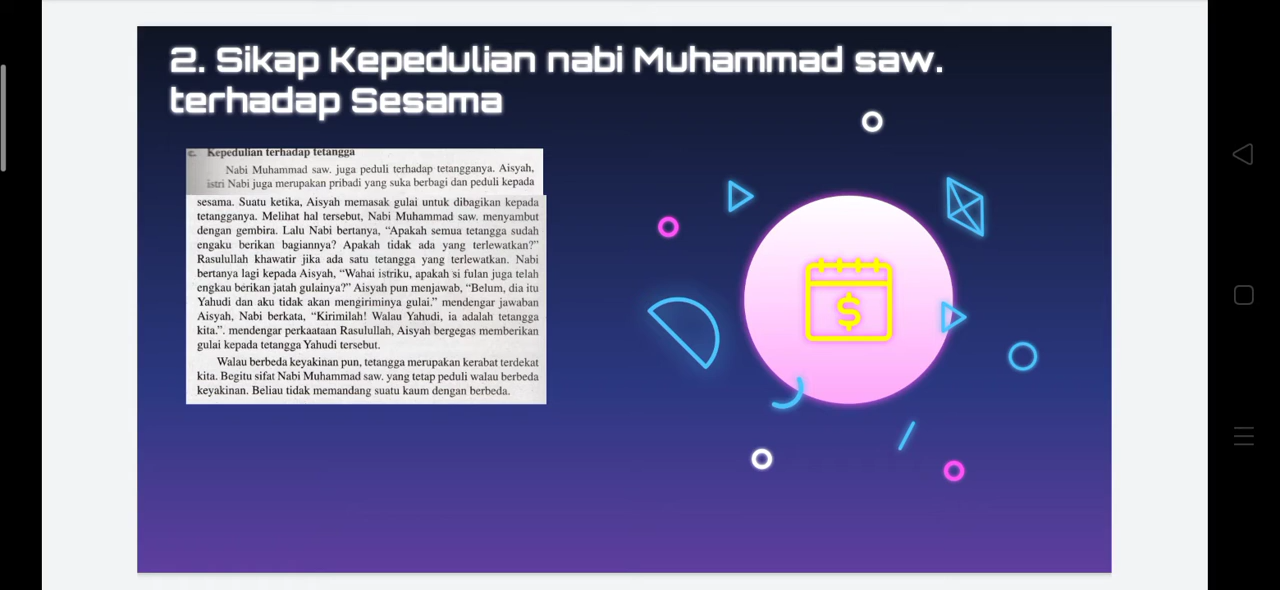 2. Sikap Kepedulian nabi Muhammad saw.
terhadap Sesama
c. Kepedulian terhadap tetangga
Nabi Muhammad saw. juga peduli terhadap tetangganya. Aisyah,
istri Nabi juga merupakan pribadi yang suka berbagi dan peduli kepada
sesama. Suatu ketika, Aisyah memasak gulai untuk dibagikan kepada
tetangganya. Melihat hal tersebut, Nabi Muhammad saw. menyambut
dengan gembira. Lalu Nabi bertanya, “Apakah semua tetangga sudah
engaku berikan bagiannya? Apakah tidak ada yang terlewatkan?”
Rasulullah khawatir jika ada satu tetangga yang terlewatkan. Nabi
bertanya lagi kepada Aisyah, “Wahai istriku, apakah si fulan juga telah
engkau berikan jatah gulainya?” Aisyah pun menjawab, “Belum, dia itu
Yahudi dan aku tidak akan mengiriminya gulai.” mendengar jawaban
Aisyah, Nabi berkata, “Kirimilah! Walau Yahudi, ia adalah tetangga
kita.”. mendengar perkaataan Rasulullah, Aisyah bergegas memberikan
gulai kepada tetangga Yahudi tersebut.
Walau berbeda keyakinan pun, tetangga merupakan kerabat terdekat
kita. Begitu sifat Nabi Muhammad saw. yang tetap peduli walau berbeda
keyakinan. Beliau tidak memandang suatu kaum dengan berbeda.
$